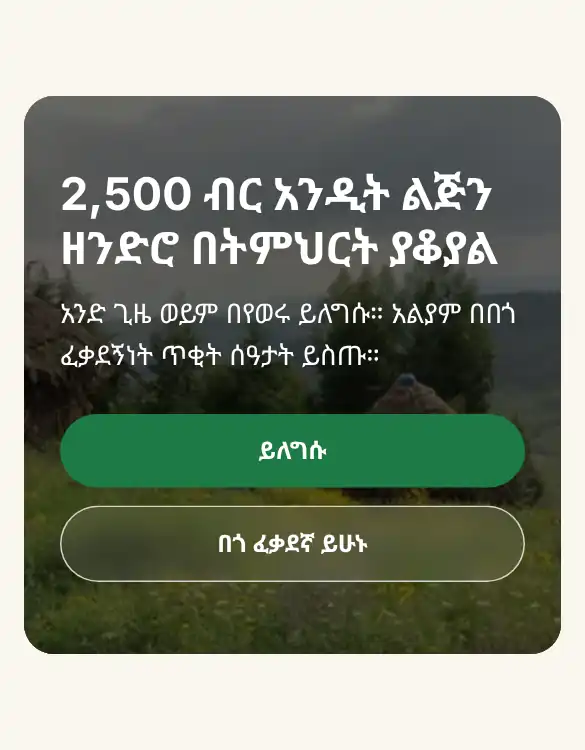 2,500 ብር አንዲት ልጅን
ዘንድሮ በትምህርት ያቆያል
አንድ ጊዜ ወይም በየወሩ ይለግሱ። አልያም በበጎ
ፈቃደኝነት ጥቂት ሰዓታት ይስጡ።
ይለግሱ
በጎ ፈቃደኛ ይሁኑ